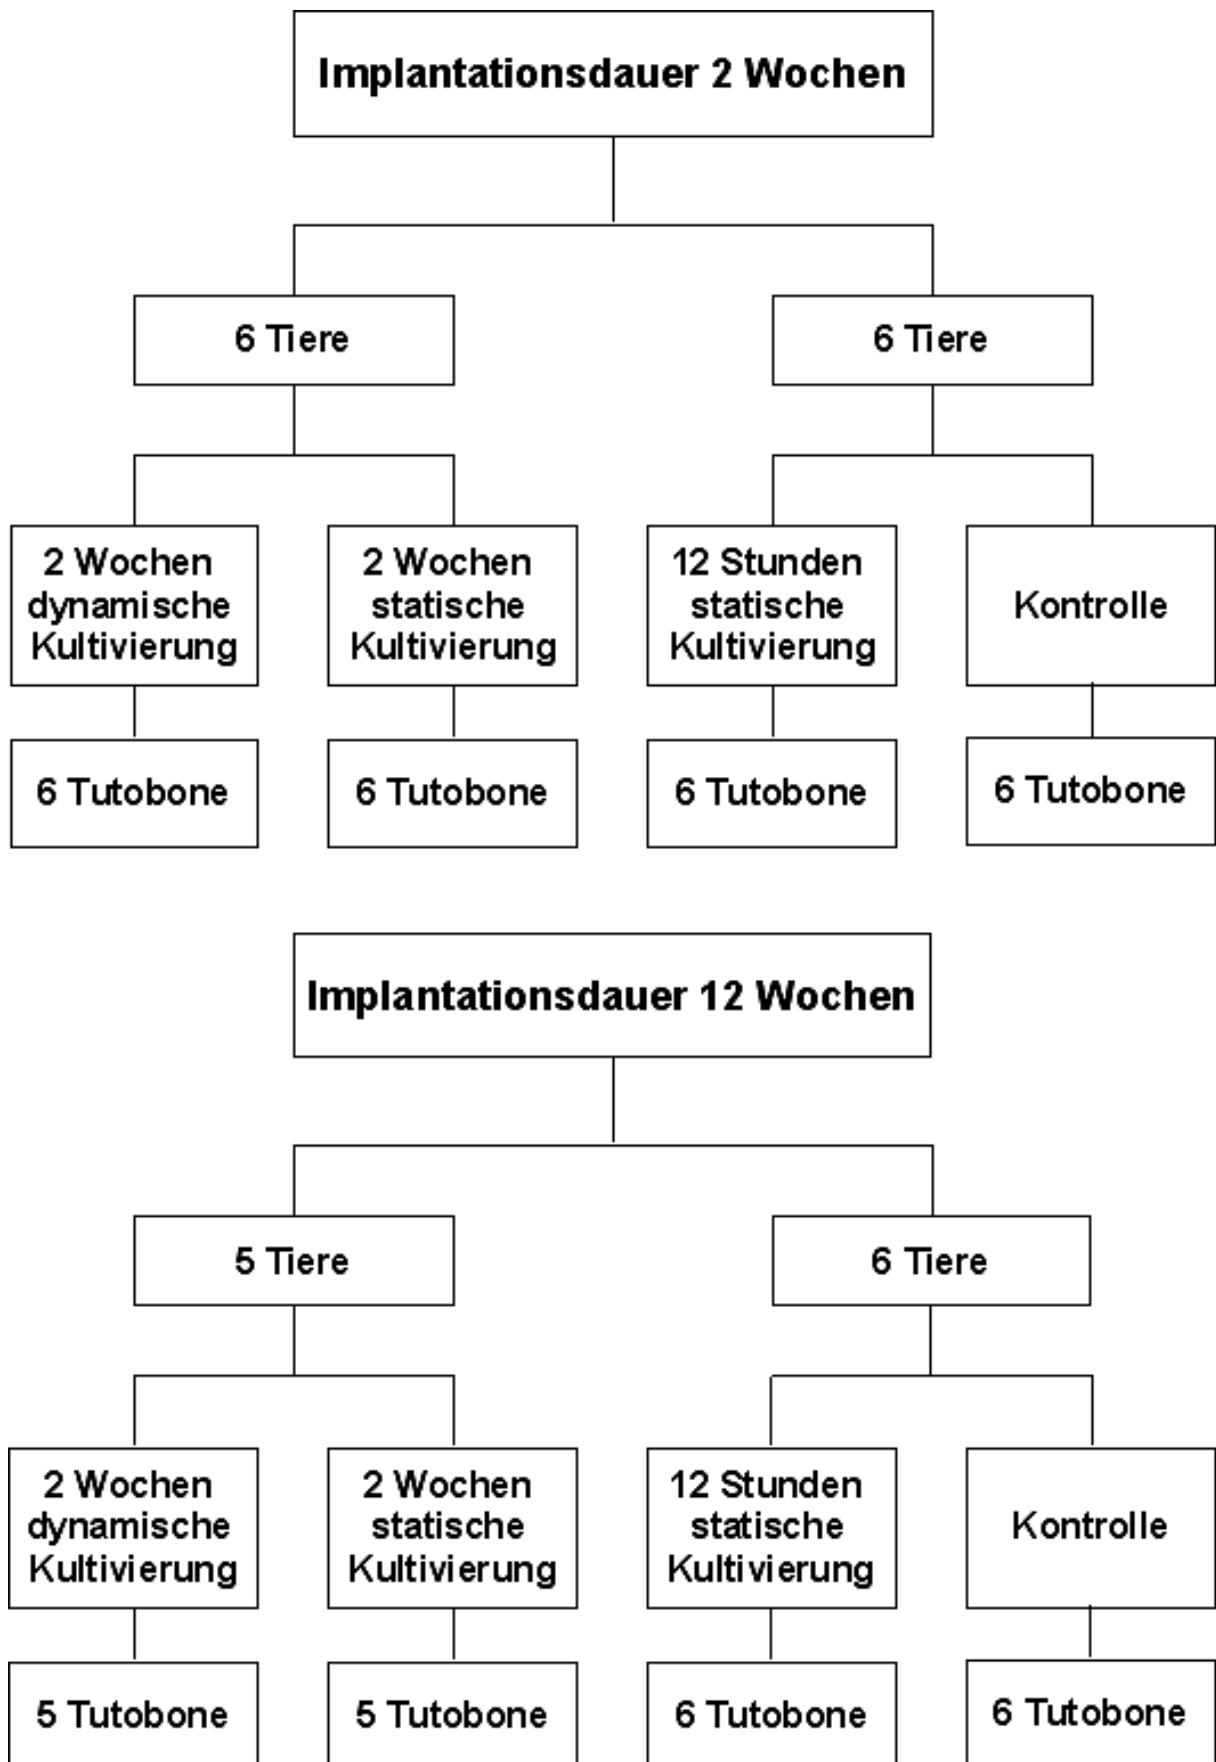 Implantationsdauer 2 Wochen
6 Tiere
6 Tiere
2 Wochen
dynamische
Kultivierung
2 Wochen
statische
Kultivierung
12 Stunden
statische
Kultivierung
Kontrolle
6 Tutobone
6 Tutobone
6 Tutobone
6 Tutobone
Implantationsdauer 12 Wochen
5 Tiere
6 Tiere
2 Wochen
dynamische
Kultivierung
2 Wochen
statische
Kultivierung
12 Stunden
statische
Kultivierung
Kontrolle
5 Tutobone
5 Tutobone
6 Tutobone
6 Tutobone